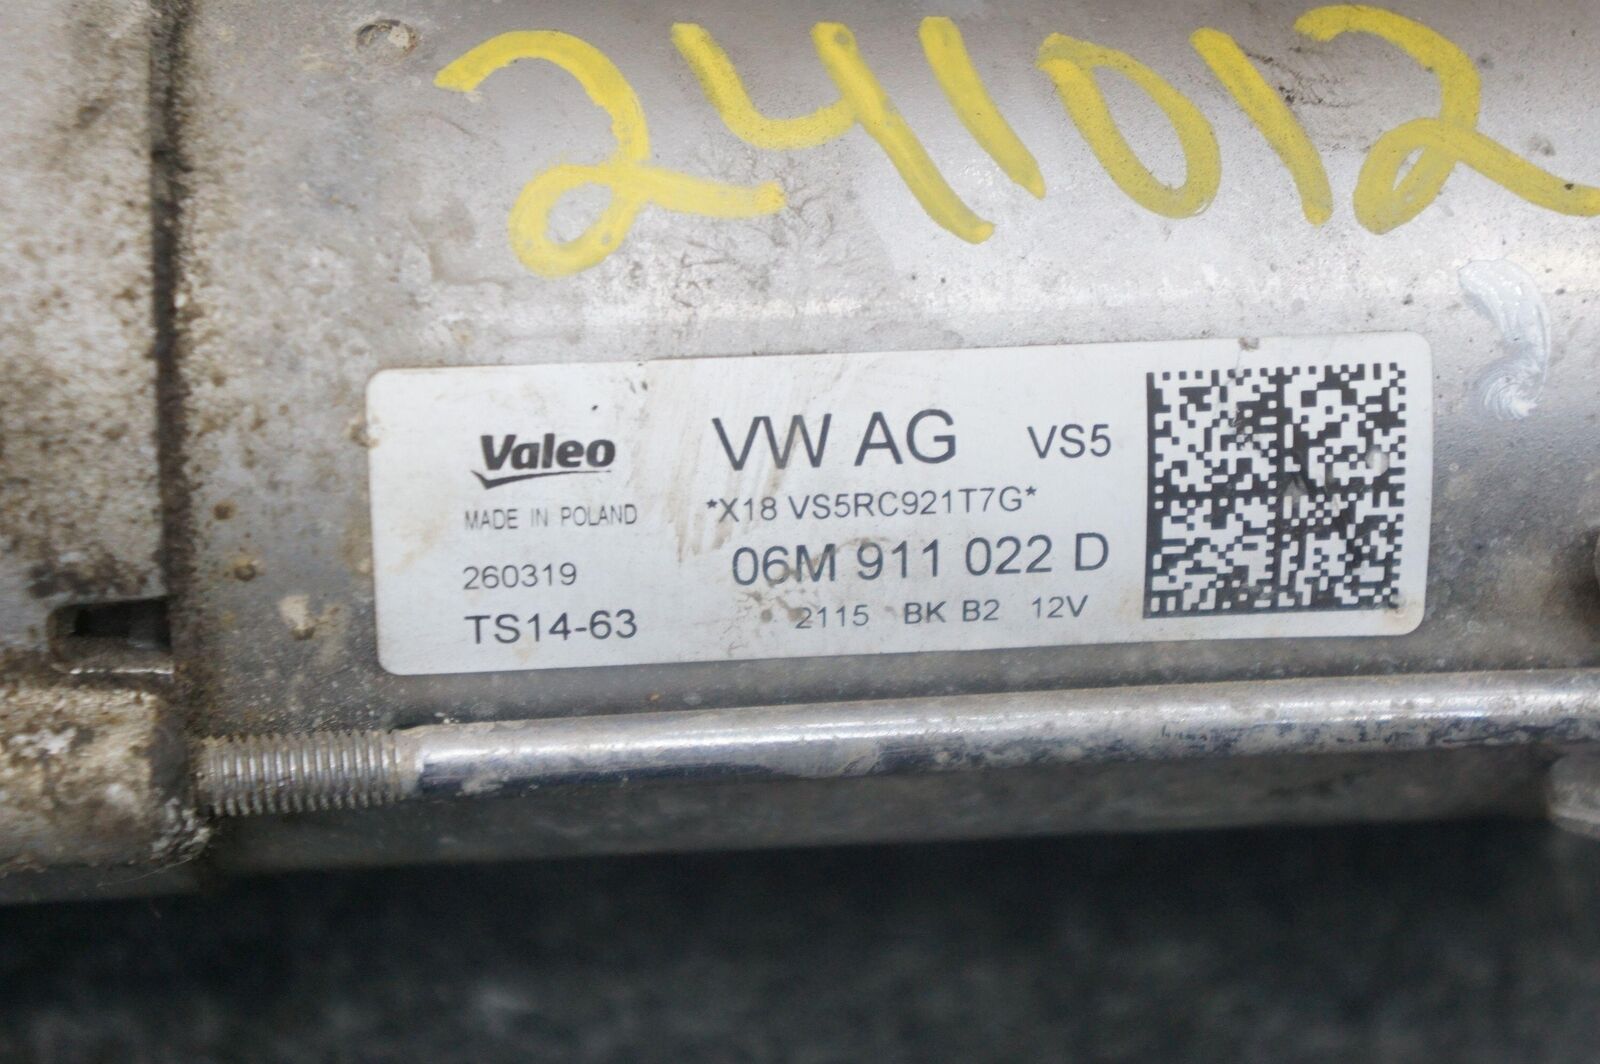 241012
Valeo
MADE IN POLAND
260319
TS14-63
VW AG VS5
*X18 VS5RC921T7G*
06M 911 022 D
2115 BK B2 12V